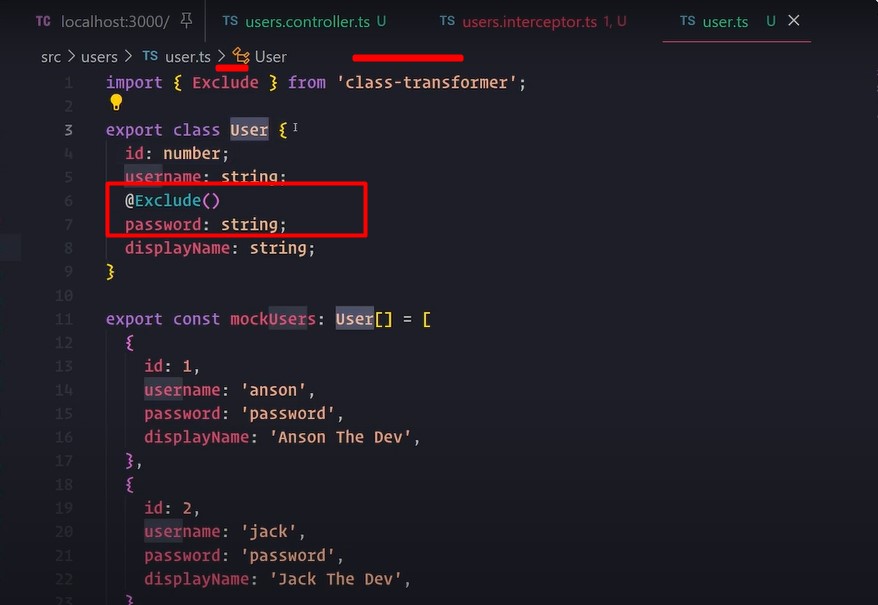 TC localhost:3000/ TS users.controller.ts U TS users.interceptor.ts 1, U TS user.ts U
src > users > TS user.ts > User
1 import { Exclude } from 'class-transformer';
2
3 export class User {
4 id: number;
5 username: string;
6 @Exclude()
7 password: string;
8 displayName: string;
9 }
10
11 export const mockUsers: User[] = [
12 {
13 id: 1,
14 username: 'anson',
15 password: 'password',
16 displayName: 'Anson The Dev',
17 },
18 {
19 id: 2,
20 username: 'jack',
21 password: 'password',
22 displayName: 'Jack The Dev',
23 }